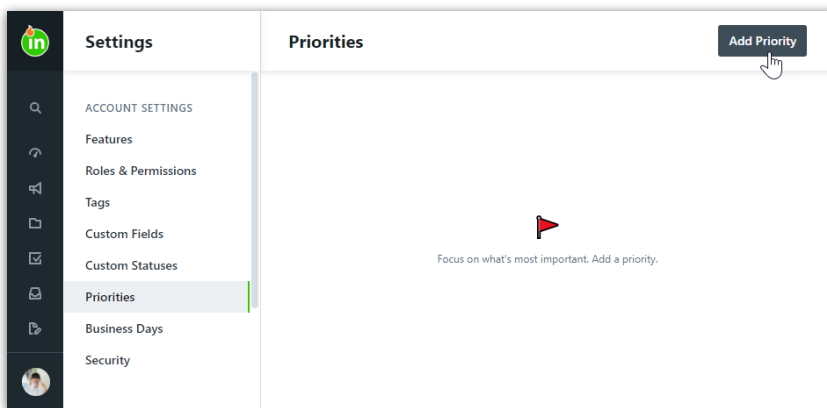 in
Settings
Priorities
Add Priority
ACCOUNT SETTINGS
Features
Roles & Permissions
Tags
Custom Fields
Custom Statuses
Priorities
Business Days
Security
Focus on what's most important. Add a priority.